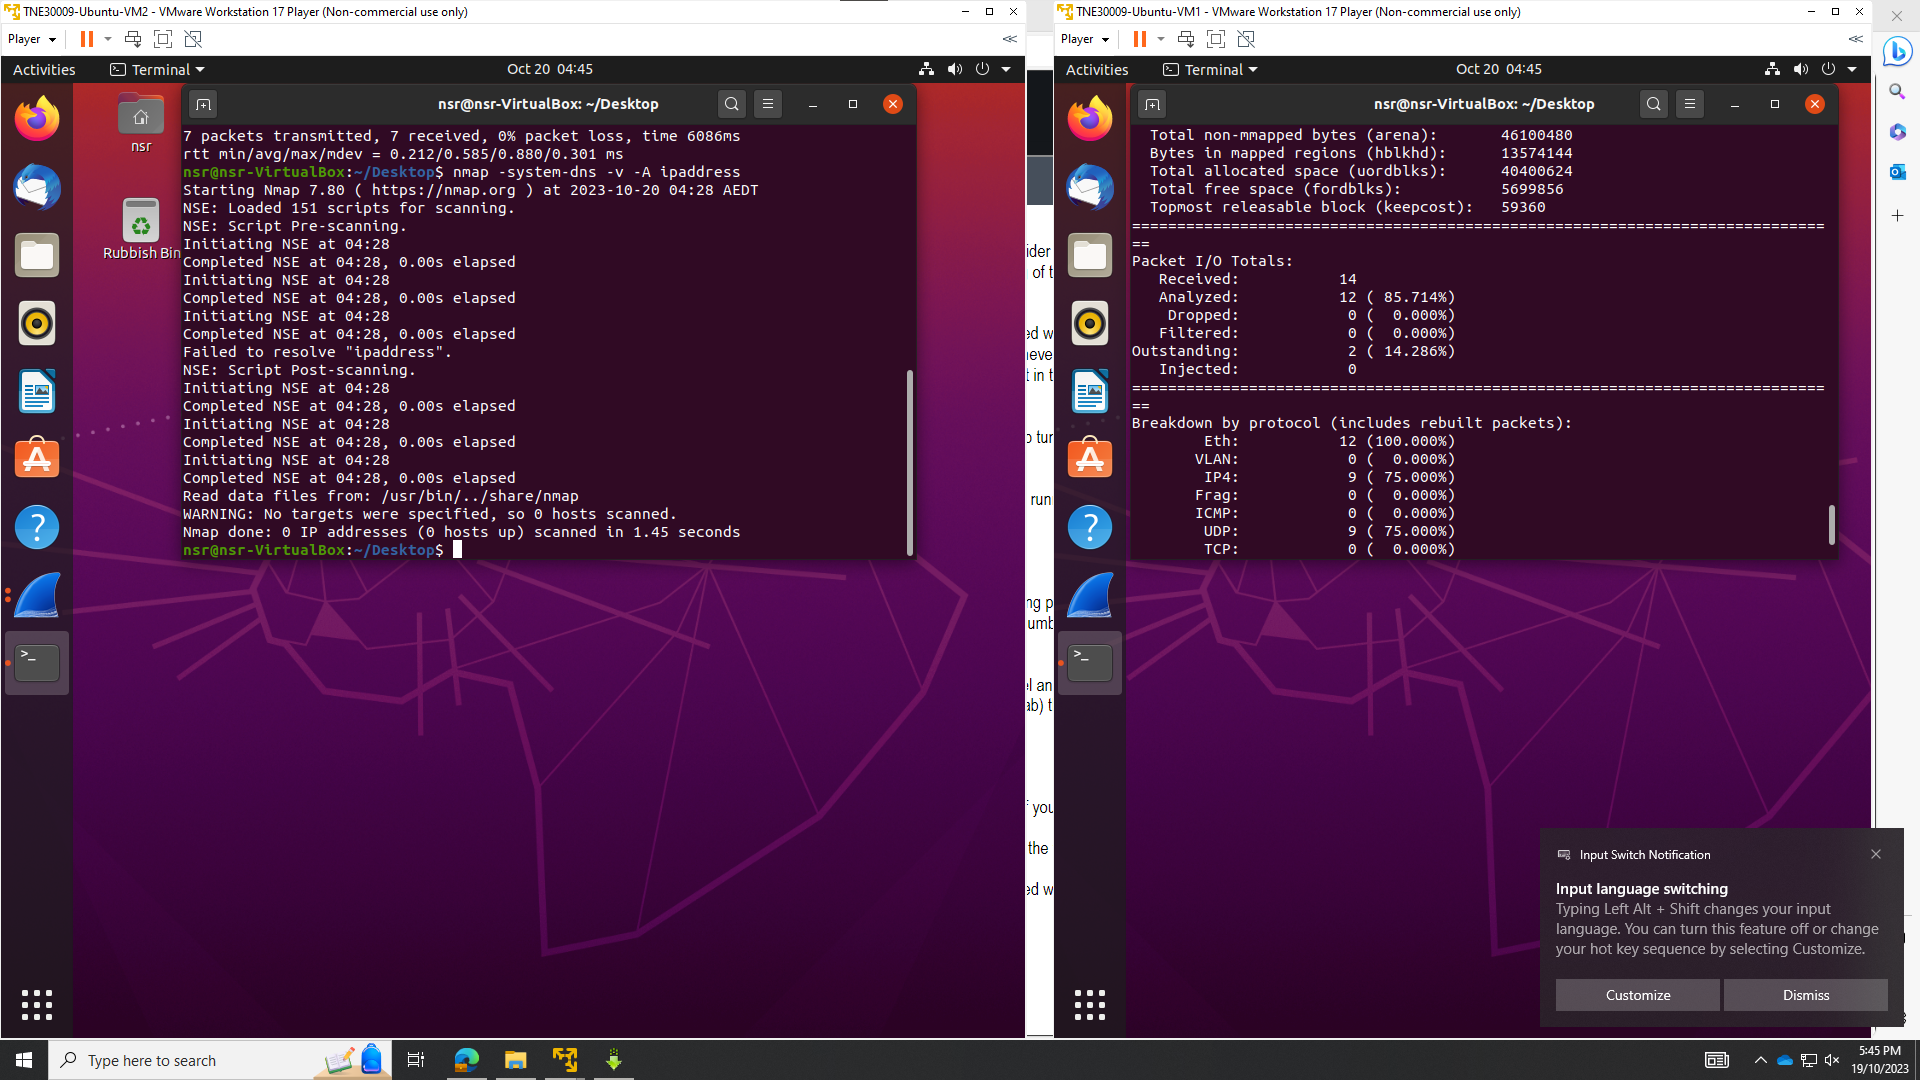 TNE30009-Ubuntu-VM2 - VMware Workstation 17 Player (Non-commercial use only)
Player
Activities
Terminal
Oct 20 04:45
nsr
Rubbish Bin
nsr@nsr-VirtualBox: ~/Desktop
7 packets transmitted, 7 received, 0% packet loss, time 6086ms
rtt min/avg/max/mdev = 0.212/0.585/0.880/0.301 ms
nsr@nsr-VirtualBox:~/Desktop$ nmap -system-dns -v -A ipaddress
Starting Nmap 7.80 ( https://nmap.org ) at 2023-10-20 04:28 AEDT
NSE: Loaded 151 scripts for scanning.
NSE: Script Pre-scanning.
Initiating NSE at 04:28
Completed NSE at 04:28, 0.00s elapsed
Initiating NSE at 04:28
Completed NSE at 04:28, 0.00s elapsed
Initiating NSE at 04:28
Completed NSE at 04:28, 0.00s elapsed
Failed to resolve "ipaddress".
NSE: Script Post-scanning.
Initiating NSE at 04:28
Completed NSE at 04:28, 0.00s elapsed
Initiating NSE at 04:28
Completed NSE at 04:28, 0.00s elapsed
Initiating NSE at 04:28
Completed NSE at 04:28, 0.00s elapsed
Read data files from: /usr/bin/../share/nmap
WARNING: No targets were specified, so 0 hosts scanned.
Nmap done: 0 IP addresses (0 hosts up) scanned in 1.45 seconds
nsr@nsr-VirtualBox:~/Desktop$
TNE30009-Ubuntu-VM1 - VMware Workstation 17 Player (Non-commercial use only)
Player
Activities
Terminal
Oct 20 04:45
nsr@nsr-VirtualBox: ~/Desktop
Total non-mmapped bytes (arena): 46100480
Bytes in mapped regions (hblkhd): 13574144
Total allocated space (uordblks): 40400624
Total free space (fordblks): 5699856
Topmost releasable block (keepcost): 59360
=============================================================================
==
Packet I/O Totals:
Received: 14
Analyzed: 12 ( 85.714%)
Dropped: 0 ( 0.000%)
Filtered: 0 ( 0.000%)
Outstanding: 2 ( 14.286%)
Injected: 0
=============================================================================
==
Breakdown by protocol (includes rebuilt packets):
Eth: 12 (100.000%)
VLAN: 0 ( 0.000%)
IP4: 9 ( 75.000%)
Frag: 0 ( 0.000%)
ICMP: 0 ( 0.000%)
UDP: 9 ( 75.000%)
TCP: 0 ( 0.000%)
Input Switch Notification
Input language switching
Typing Left Alt + Shift changes your input
language. You can turn this feature off or change
your hot key sequence by selecting Customize.
Customize
Dismiss
Type here to search
5:45 PM
19/10/2023